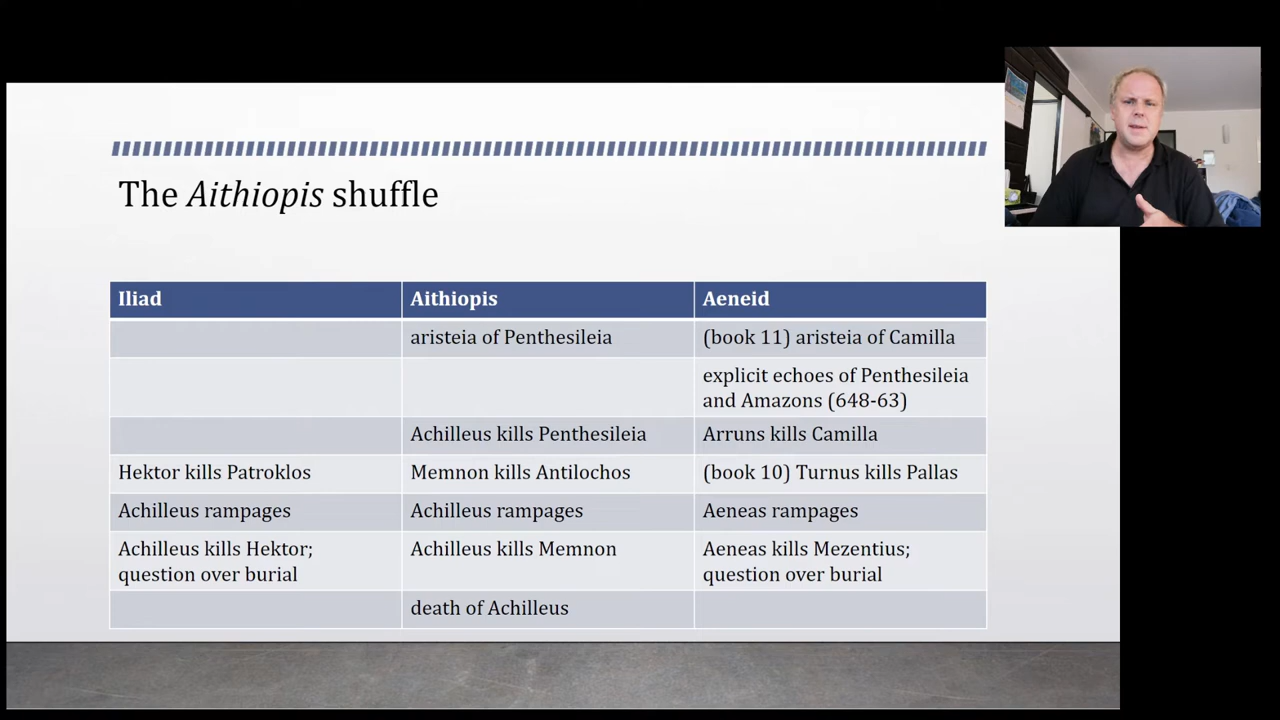 The Aithiopis shuffle
Iliad Aithiopis Aeneid
aristeia of Penthesileia (book 11) aristeia of Camilla
explicit echoes of Penthesileia
and Amazons (648-63)
Achilleus kills Penthesileia Arruns kills Camilla
Hektor kills Patroklos Memnon kills Antilochos (book 10) Turnus kills Pallas
Achilleus rampages Achilleus rampages Aeneas rampages
Achilleus kills Hektor; Achilleus kills Memnon Aeneas kills Mezentius;
question over burial question over burial
death of Achilleus